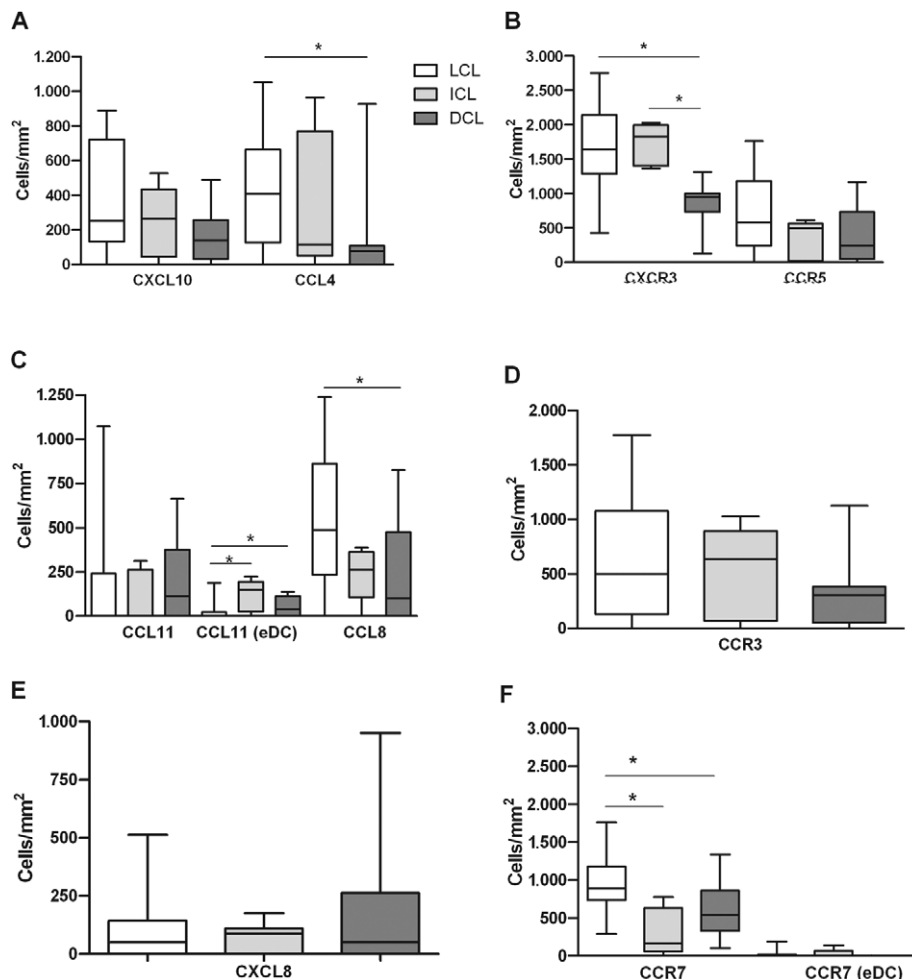 A
1.200
1.000
800
600
400
200
0
Cells/mm²
*
CXCL10 CCL4
LCL
ICL
DCL
B
3.000
2.500
2.000
1.500
1.000
500
0
Cells/mm²
*
*
CXCR3 CCR5
C
1.250
1.000
750
500
250
0
Cells/mm²
*
*
*
CCL11 CCL11 (eDC) CCL8
D
2.000
1.500
1.000
500
0
Cells/mm²
CCR3
E
1.000
750
500
250
0
Cells/mm²
CXCL8
F
3.000
2.500
2.000
1.500
1.000
500
0
Cells/mm²
*
*
CCR7 CCR7 (eDC)